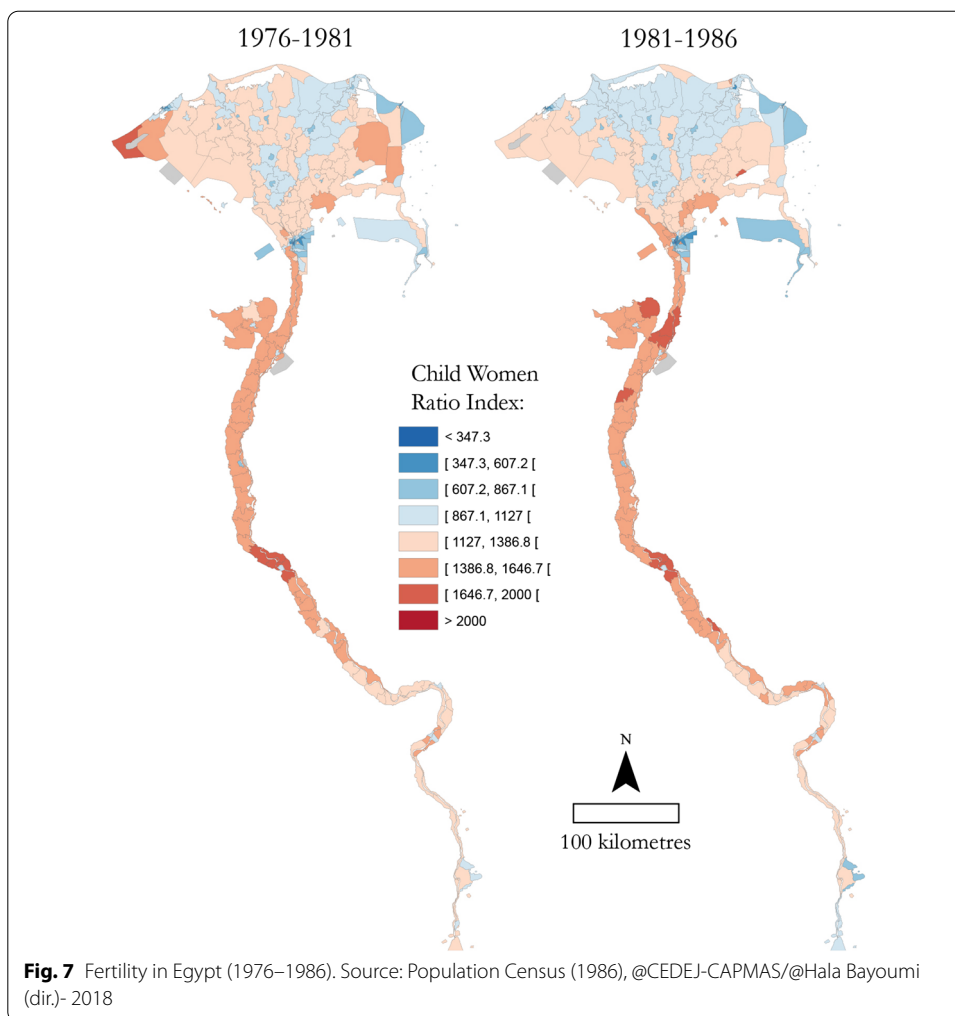 1976-1981
1981-1986
Child Women
Ratio Index:
< 347.3
[ 347.3, 607.2 [
[ 607.2, 867.1 [
[ 867.1, 1127 [
[ 1127, 1386.8 [
[ 1386.8, 1646.7 [
[ 1646.7, 2000 [
> 2000
N
100 kilometres
Fig. 7 Fertility in Egypt (1976–1986). Source: Population Census (1986), @CEDEJ-CAPMAS/@Hala Bayoumi
(dir.)- 2018